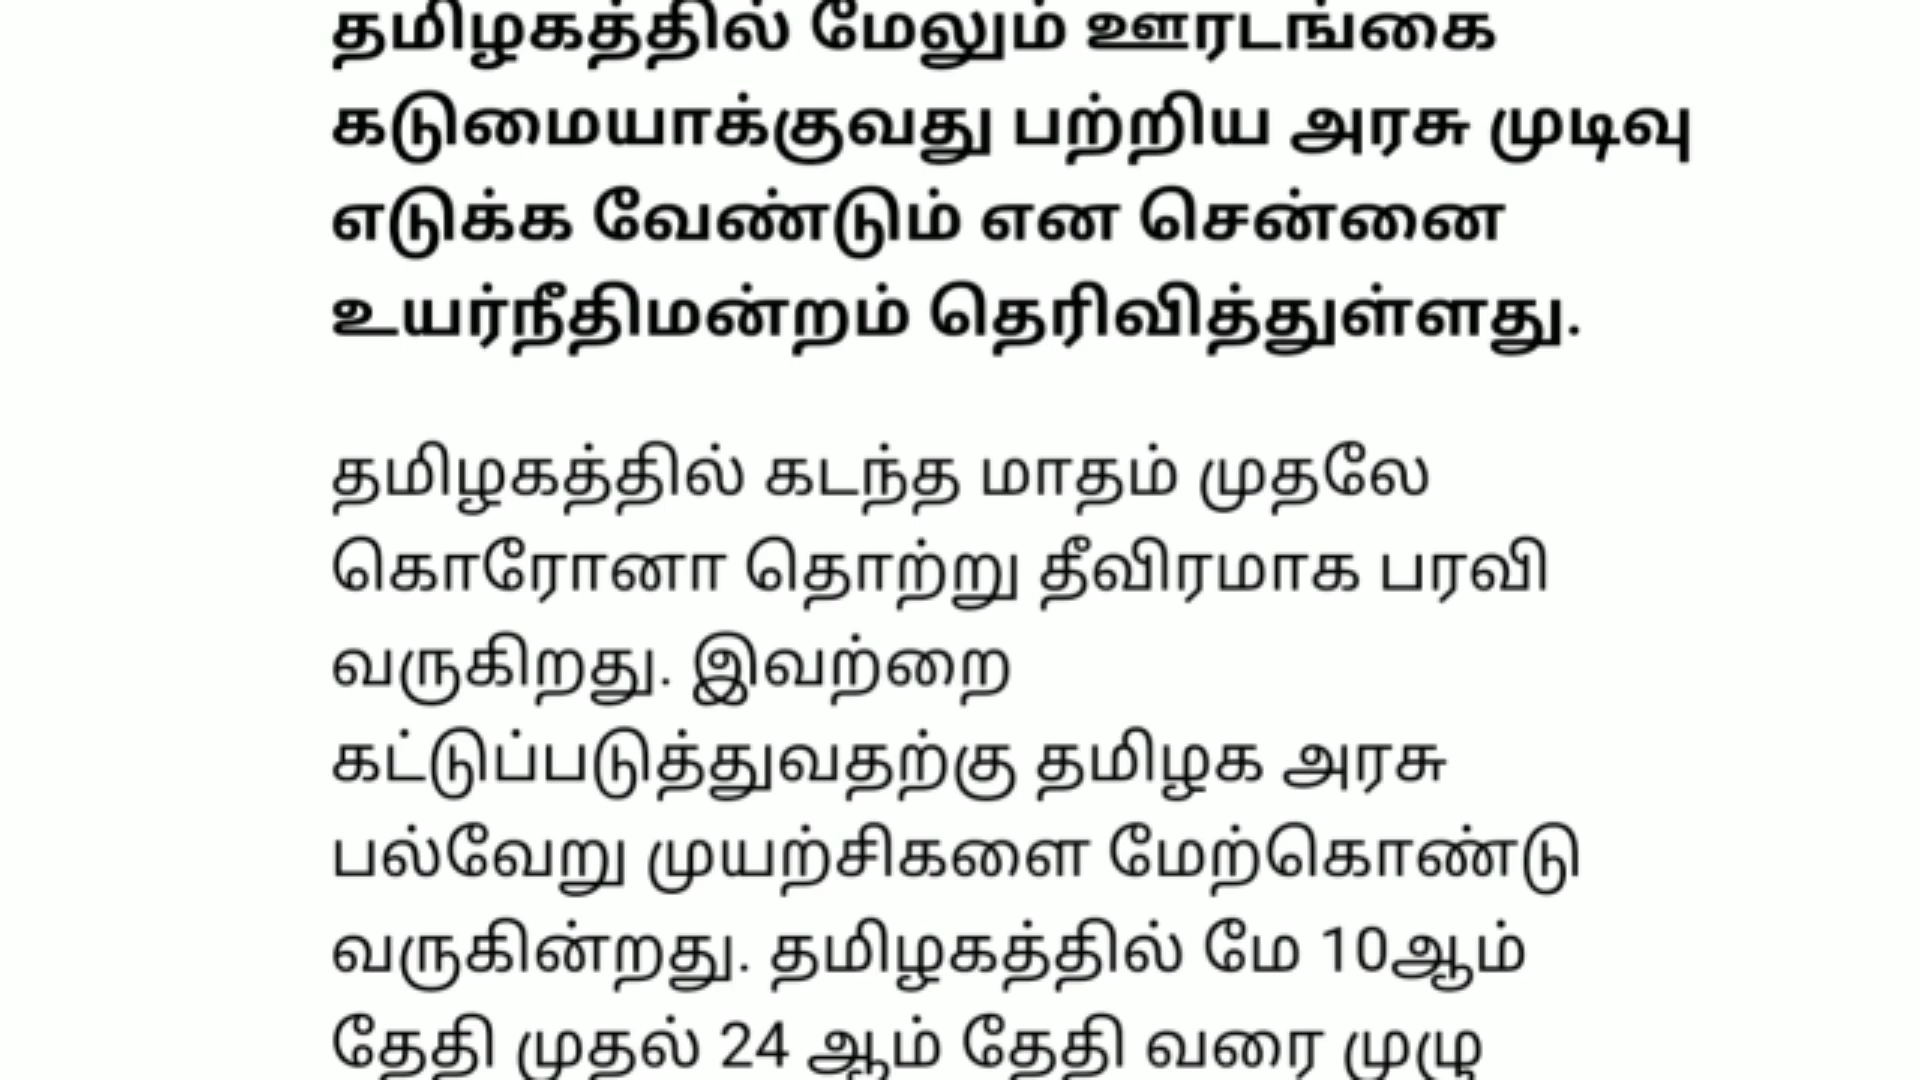 தமிழகத்தில் மேலும் ஊரடங்கை
கடுமையாக்குவது பற்றிய அரசு முடிவு
எடுக்க வேண்டும் என சென்னை
உயர்நீதிமன்றம் தெரிவித்துள்ளது.
தமிழகத்தில் கடந்த மாதம் முதலே
கொரோனா தொற்று தீவிரமாக பரவி
வருகிறது. இவற்றை
கட்டுப்படுத்துவதற்கு தமிழக அரசு
பல்வேறு முயற்சிகளை மேற்கொண்டு
வருகின்றது. தமிழகத்தில் மே 10ஆம்
தேதி முதல் 24 ஆம் தேதி வரை முழு